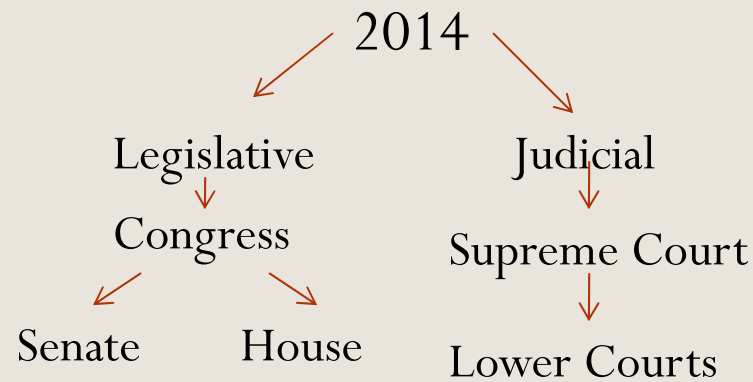 2014
Legislative
Judicial
Congress
Supreme Court
Senate
House
Lower Courts